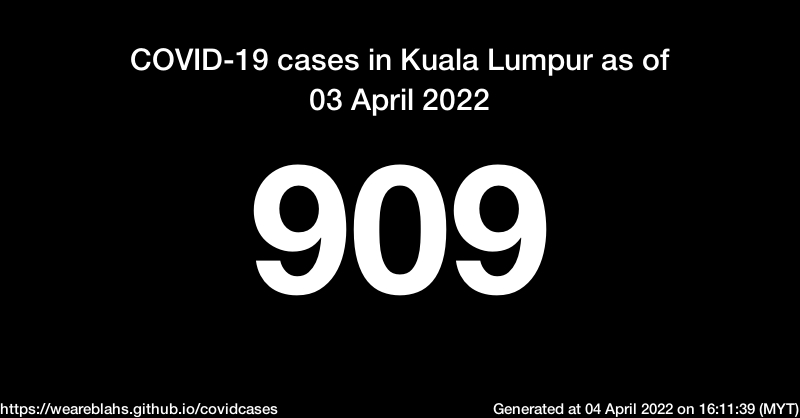 COVID-19 cases in Kuala Lumpur as of
03 April 2022
909
https://weareblahs.github.io/covidcases
Generated at 04 April 2022 on 16:11:39 (MYT)